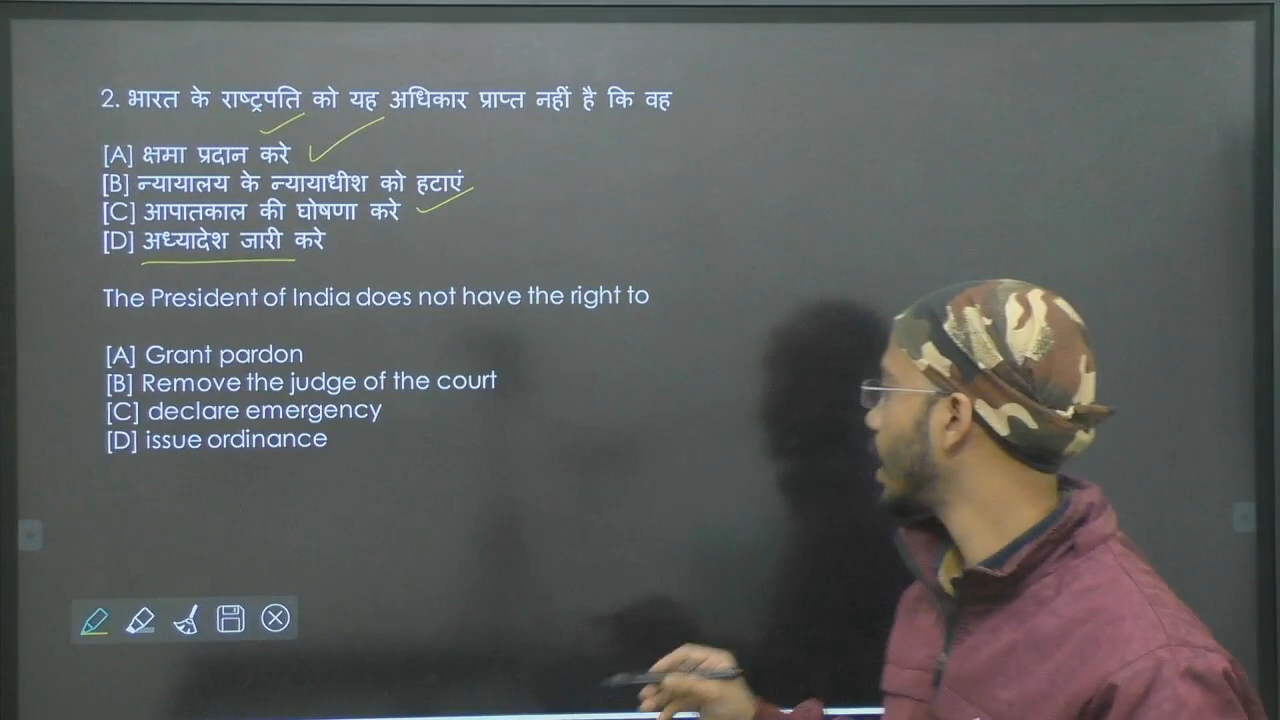 2. भारत के राष्ट्रपति को यह अधिकार प्राप्त नहीं है कि वह
[A] क्षमा प्रदान करे
[B] न्यायालय के न्यायाधीश को हटाएं
[C] आपातकाल की घोषणा करे
[D] अध्यादेश जारी करे
The President of India does not have the right to
[A] Grant pardon
[B] Remove the judge of the court
[C] declare emergency
[D] issue ordinance